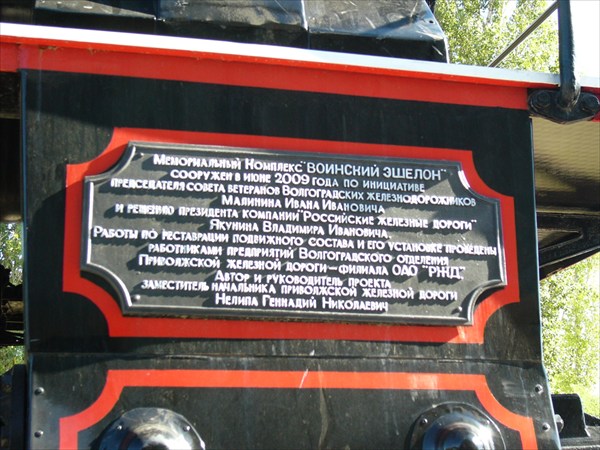 Мемориальный Комплекс "ВОИНСКИЙ ЭШЕЛОН"
СООРУЖЕН В ИЮНЕ 2009 ГОДА ПО ИНИЦИАТИВЕ
ПРЕДСЕДАТЕЛЯ СОВЕТА ВЕТЕРАНОВ ВОЛГОГРАДСКИХ ЖЕЛЕЗНОДОРОЖНИКОВ
МАЛИНИНА ИВАНА ИВАНОВИЧА
И РЕШЕНИЮ ПРЕЗИДЕНТА КОМПАНИИ "РОССИЙСКИЕ ЖЕЛЕЗНЫЕ ДОРОГИ"
ЯКУНИНА ВЛАДИМИРА ИВАНОВИЧА.
РАБОТЫ ПО РЕСТАВРАЦИИ ПОДВИЖНОГО СОСТАВА И ЕГО УСТАНОВКЕ ПРОВЕДЕНЫ
РАБОТНИКАМИ ПРЕДПРИЯТИЙ ВОЛГОГРАДСКОГО ОТДЕЛЕНИЯ
ПРИВОЛЖСКОЙ ЖЕЛЕЗНОЙ ДОРОГИ-ФИЛИАЛА ОАО "РЖД"
АВТОР И РУКОВОДИТЕЛЬ ПРОЕКТА
ЗАМЕСТИТЕЛЬ НАЧАЛЬНИКА ПРИВОЛЖСКОЙ ЖЕЛЕЗНОЙ ДОРОГИ
НЕЛИПА ГЕННАДИЙ НИКОЛАЕВИЧ